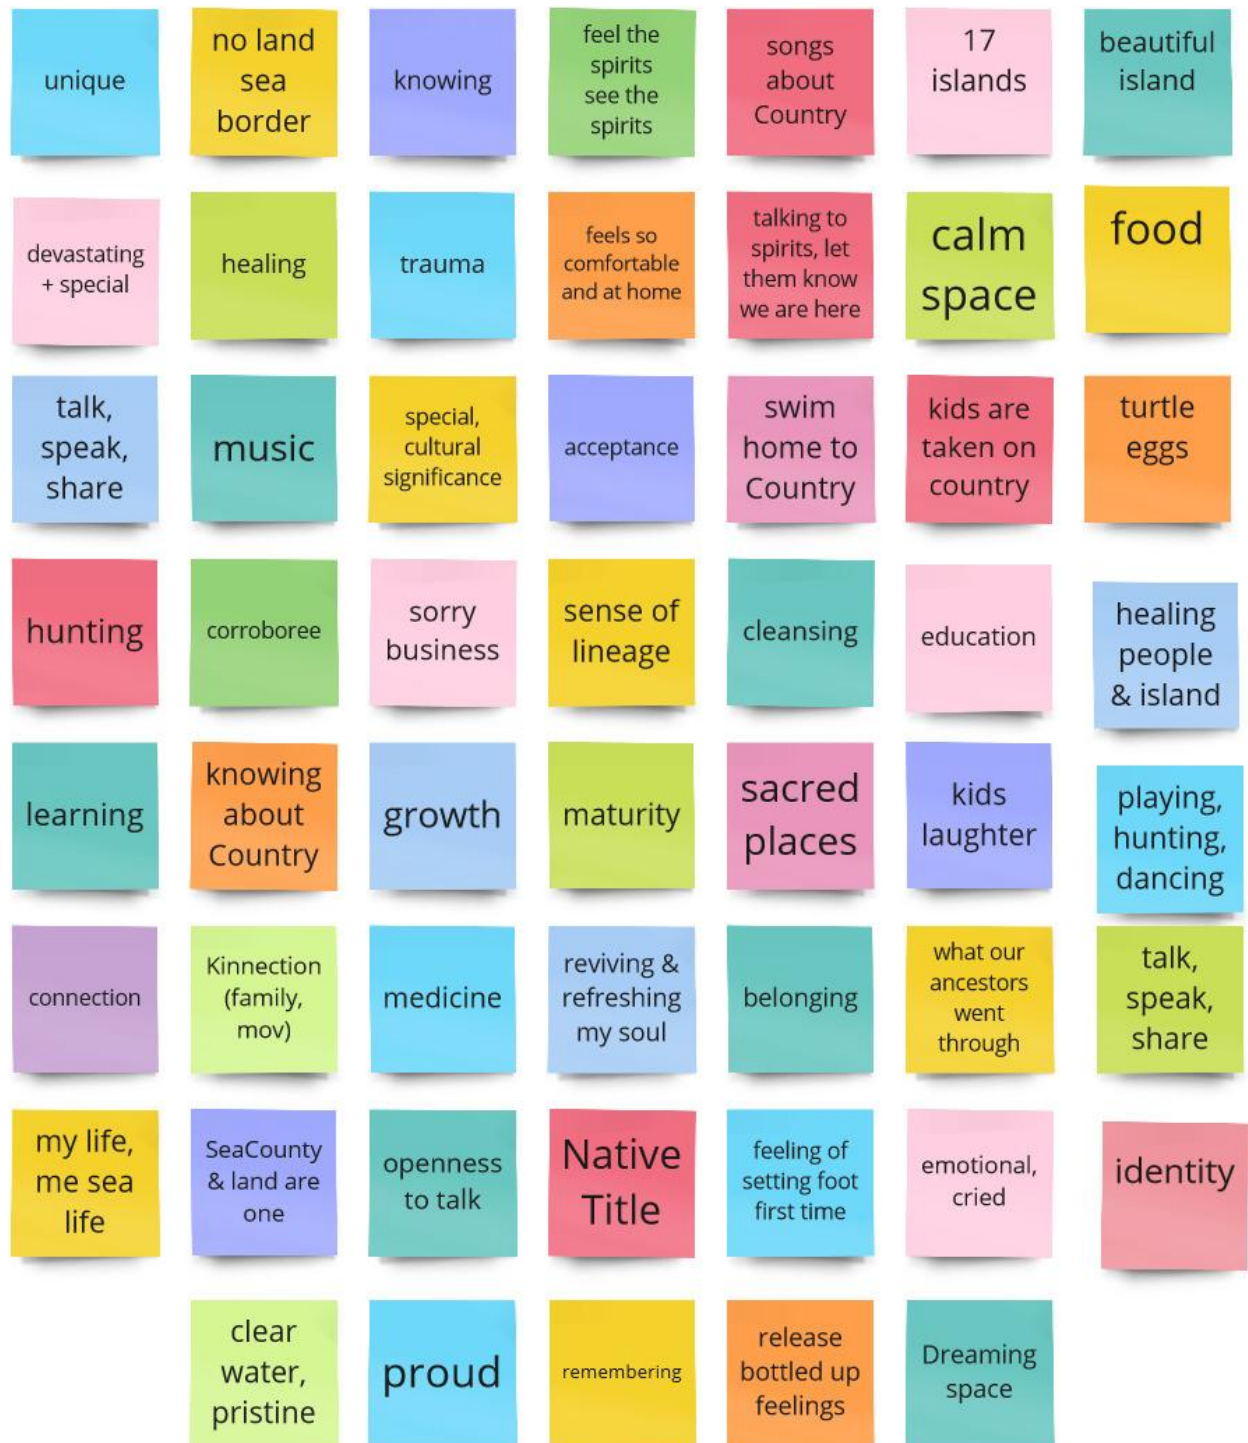 unique
no land
sea
border
knowing
feel the
spirits
see the
spirits
songs
about
Country
17
islands
beautiful
island
devastating
+ special
healing
trauma
feels so
comfortable
and at home
talking to
spirits, let
them know
we are here
calm
space
food
talk,
speak,
share
music
special,
cultural
significance
acceptance
swim
home to
Country
kids are
taken on
country
turtle
eggs
hunting
corroboree
sorry
business
sense of
lineage
cleansing
education
healing
people
& island
learning
knowing
about
Country
growth
maturity
sacred
places
kids
laughter
playing,
hunting,
dancing
connection
Kinnection
(family,
mov)
medicine
reviving &
refreshing
my soul
belonging
what our
ancestors
went
through
talk,
speak,
share
my life,
me sea
life
SeaCounty
& land are
one
openness
to talk
Native
Title
feeling of
setting foot
first time
emotional,
cried
identity
clear
water,
pristine
proud
remembering
release
bottled up
feelings
Dreaming
space